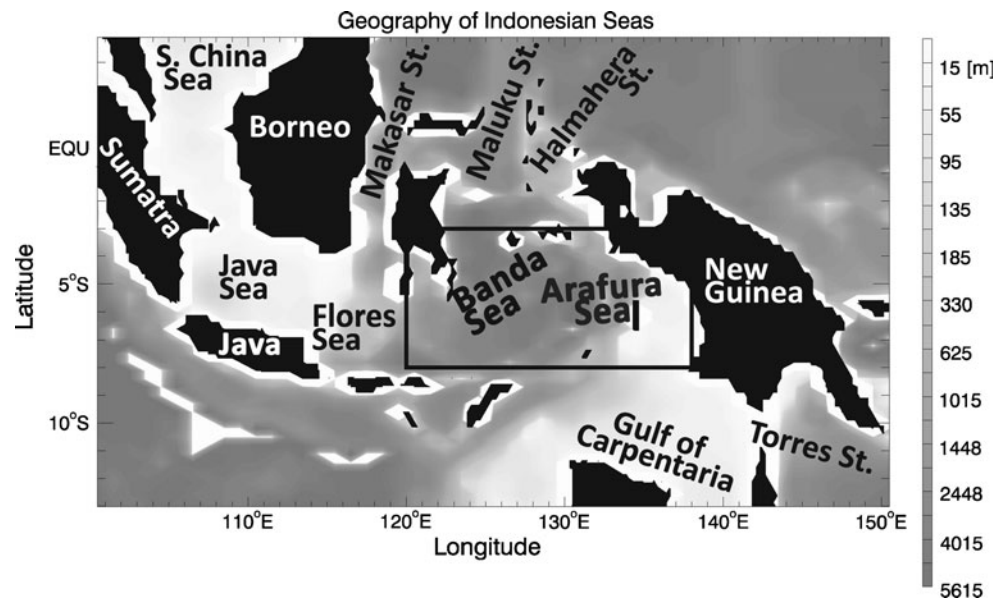 Geography of Indonesian Seas
S. China
Sea
Borneo
Makasar St.
Maluku St.
Halmahera
St.
Sumatra
Java
Sea
Flores
Sea
Java
Banda
Sea
Arafura
Sea
New
Guinea
Gulf of
Carpentaria
Torres St.
EQU
5°S
10°S
Latitude
110°E
120°E
130°E
140°E
150°E
Longitude
15 [m]
55
95
135
185
330
625
1015
1448
2448
4015
5615